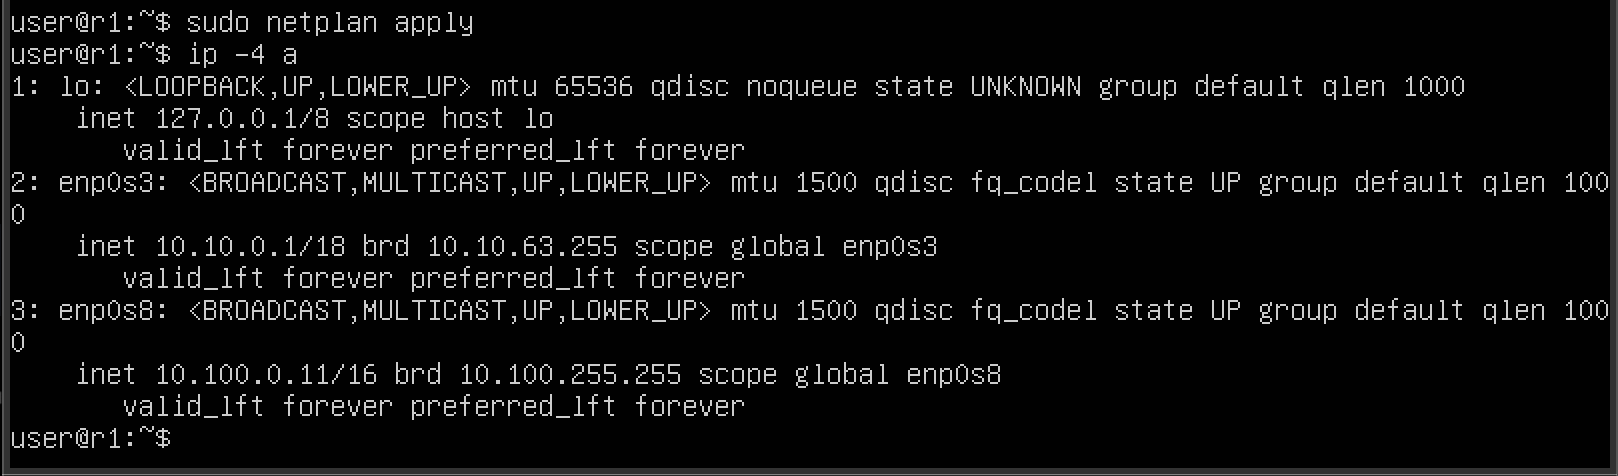 user@r1:~$ sudo netplan apply
user@r1:~$ ip -4 a
1: lo: <LOOPBACK,UP,LOWER_UP> mtu 65536 qdisc noqueue state UNKNOWN group default qlen 1000
    inet 127.0.0.1/8 scope host lo
       valid_lft forever preferred_lft forever
2: enp0s3: <BROADCAST,MULTICAST,UP,LOWER_UP> mtu 1500 qdisc fq_codel state UP group default qlen 100
0
    inet 10.10.0.1/18 brd 10.10.63.255 scope global enp0s3
       valid_lft forever preferred_lft forever
3: enp0s8: <BROADCAST,MULTICAST,UP,LOWER_UP> mtu 1500 qdisc fq_codel state UP group default qlen 100
0
    inet 10.100.0.11/16 brd 10.100.255.255 scope global enp0s8
       valid_lft forever preferred_lft forever
user@r1:~$